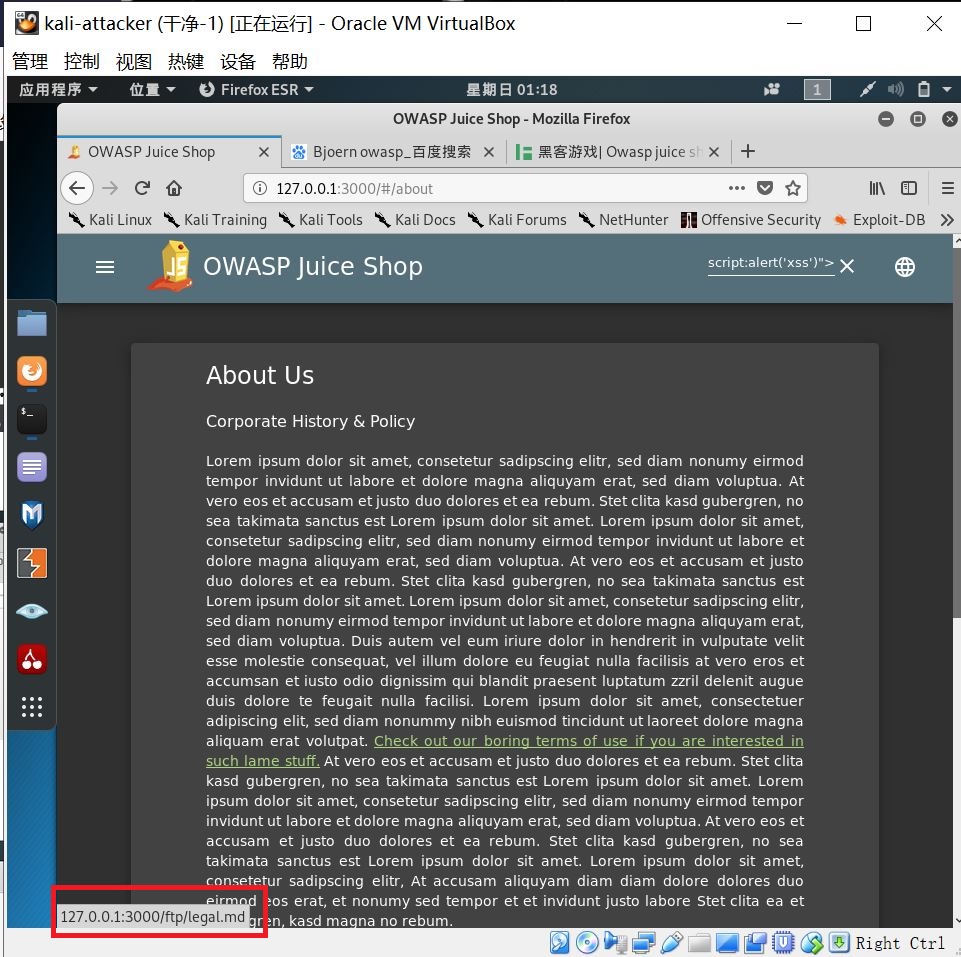 kali-attacker (干净-1) [正在运行] - Oracle VM VirtualBox
管理 控制 视图 热键 设备 帮助
应用程序 位置 Firefox ESR 星期日 01:18 1
OWASP Juice Shop - Mozilla Firefox
OWASP Juice Shop Bjoern owasp_百度搜索 黑客游戏| Owasp juice sh
127.0.0.1:3000/#/about
Kali Linux Kali Training Kali Tools Kali Docs Kali Forums NetHunter Offensive Security Exploit-DB
JS OWASP Juice Shop script:alert('xss')">
About Us
Corporate History & Policy
Lorem ipsum dolor sit amet, consetetur sadipscing elitr, sed diam nonumy eirmod
tempor invidunt ut labore et dolore magna aliquyam erat, sed diam voluptua. At
vero eos et accusam et justo duo dolores et ea rebum. Stet clita kasd gubergren, no
sea takimata sanctus est Lorem ipsum dolor sit amet. Lorem ipsum dolor sit amet,
consetetur sadipscing elitr, sed diam nonumy eirmod tempor invidunt ut labore et
dolore magna aliquyam erat, sed diam voluptua. At vero eos et accusam et justo
duo dolores et ea rebum. Stet clita kasd gubergren, no sea takimata sanctus est
Lorem ipsum dolor sit amet. Lorem ipsum dolor sit amet, consetetur sadipscing elitr,
sed diam nonumy eirmod tempor invidunt ut labore et dolore magna aliquyam erat,
sed diam voluptua. Duis autem vel eum iriure dolor in hendrerit in vulputate velit
esse molestie consequat, vel illum dolore eu feugiat nulla facilisis at vero eros et
accumsan et iusto odio dignissim qui blandit praesent luptatum zzril delenit augue
duis dolore te feugait nulla facilisi. Lorem ipsum dolor sit amet, consectetuer
adipiscing elit, sed diam nonummy nibh euismod tincidunt ut laoreet dolore magna
aliquam erat volutpat. Check out our boring terms of use if you are interested in
such lame stuff. At vero eos et accusam et justo duo dolores et ea rebum. Stet clita
kasd gubergren, no sea takimata sanctus est Lorem ipsum dolor sit amet. Lorem
ipsum dolor sit amet, consetetur sadipscing elitr, sed diam nonumy eirmod tempor
invidunt ut labore et dolore magna aliquyam erat, sed diam voluptua. At vero eos et
accusam et justo duo dolores et ea rebum. Stet clita kasd gubergren, no sea
takimata sanctus est Lorem ipsum dolor sit amet. Lorem ipsum dolor sit amet,
consetetur sadipscing elitr, At accusam aliquyam diam diam dolore dolores duo
eirmod eos erat, et nonumy sed tempor et et invidunt justo labore Stet clita ea et
gren, kasd magna no rebum.
127.0.0.1:3000/ftp/legal.md
Right Ctrl